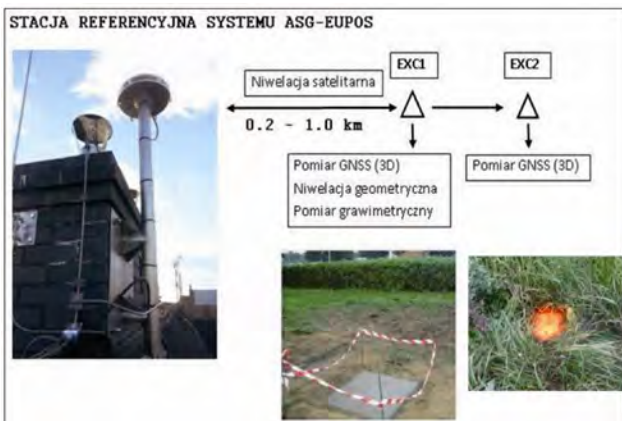 STACJA REFERENCYJNA SYSTEMU ASG-EUPOS
EXC1
EXC2
Niwelacja satelitarna
0.2 - 1.0 km
Pomiar GNSS (3D)
Niwelacja geometryczna
Pomiar grawimetryczny
Pomiar GNSS (3D)